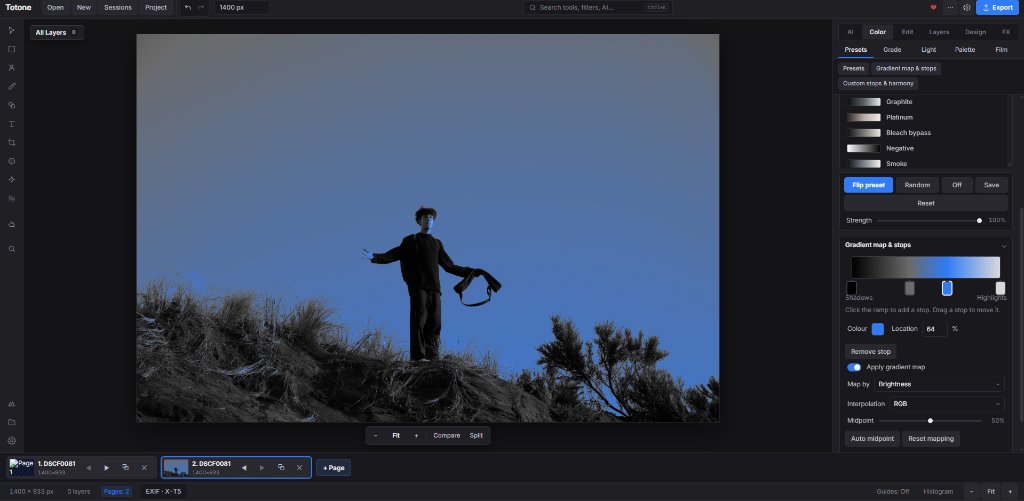 Totone Open New Sessions Project 1400 px Search tools, filters, AI... Ctrl+K Export
All Layers 0
AI Color Edit Layers Design FX
Presets Grade Light Palette Film
Presets Gradient map & stops
Custom stops & harmony
Graphite
Platinum
Bleach bypass
Negative
Smoke
Flip preset Random Off Save
Reset
Strength 100%
Gradient map & stops
Shadows Highlights
Click the ramp to add a stop. Drag a stop to move it.
Colour Location 64 %
Remove stop
Apply gradient map
Map by Brightness
Interpolation RGB
Midpoint 50%
Auto midpoint Reset mapping
− Fit + Compare Split
Page 1
1. DSCF0081
1400×933
2. DSCF0081
1400×933
+ Page
1400 × 933 px 0 layers Pages: 2 EXIF · X-T5 Guides: Off Histogram − Fit +